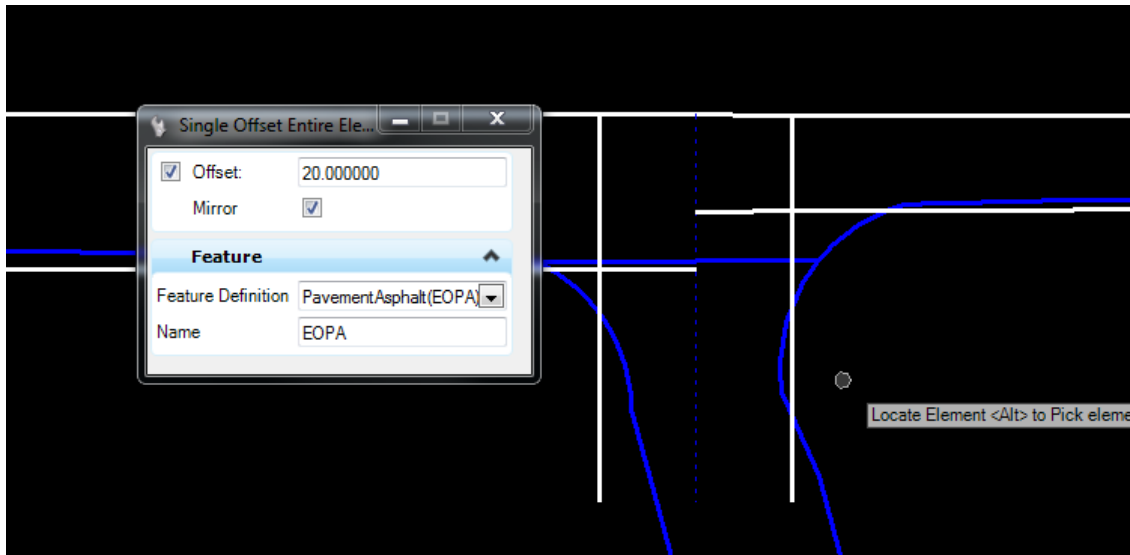 Single Offset Entire Ele...
Offset: 20.000000
Mirror
Feature
Feature Definition PavementAsphalt(EOPA)
Name EOPA
Locate Element <Alt> to Pick eleme